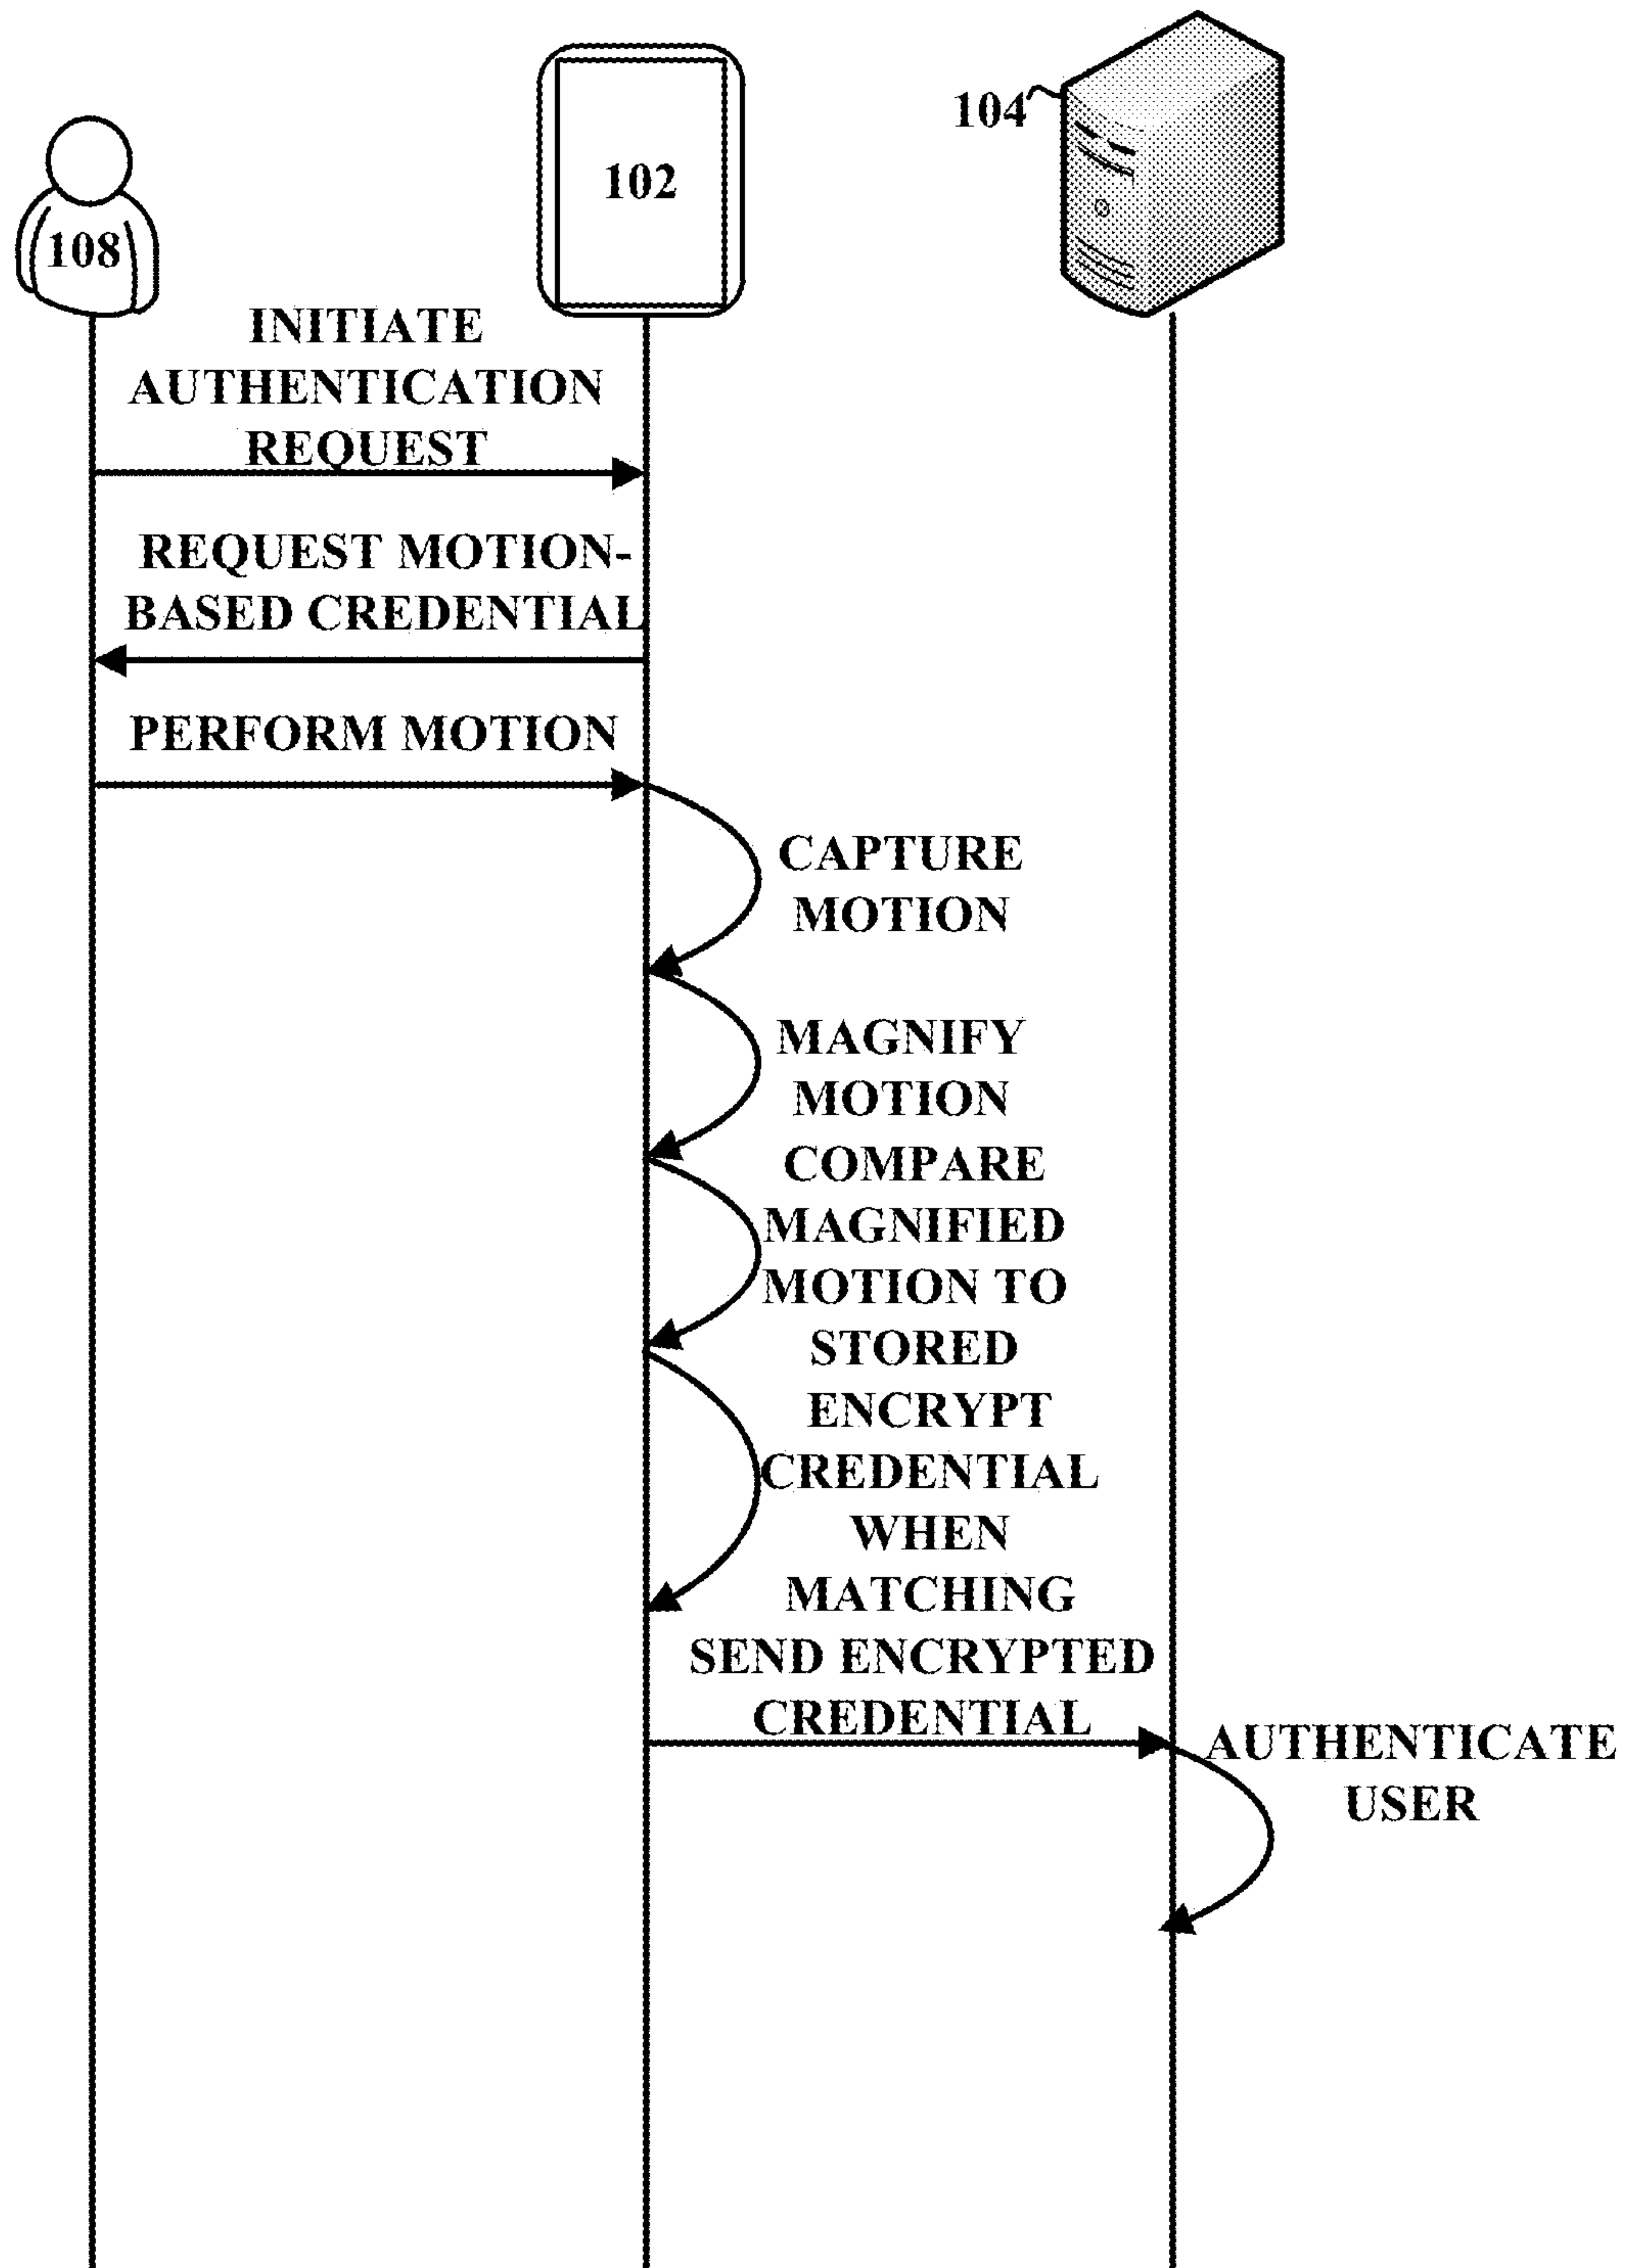 104
102
108
INITIATE
AUTHENTICATION
REQUEST
REQUEST MOTION-
BASED CREDENTIAL
PERFORM MOTION
CAPTURE
MOTION
MAGNIFY
MOTION
COMPARE
MAGNIFIED
MOTION TO
STORED
ENCRYPT
CREDENTIAL
WHEN
MATCHING
SEND ENCRYPTED
CREDENTIAL
AUTHENTICATE
USER